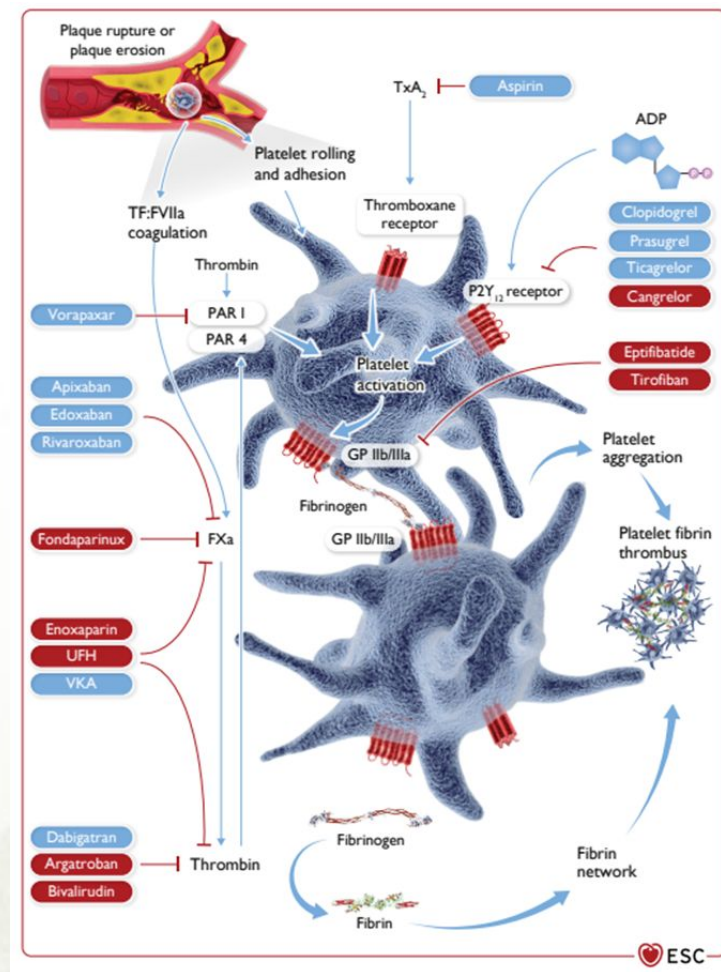 Plaque rupture or
plaque erosion
TxA2
Aspirin
ADP
Platelet rolling
and adhesion
TF:FVIIa
coagulation
Thromboxane
receptor
Clopidogrel
Prasugrel
Ticagrelor
Cangrelor
Thrombin
P2Y12 receptor
Vorapaxar
PAR I
PAR 4
Platelet
activation
Eptifibatide
Tirofiban
Apixaban
Edoxaban
Rivaroxaban
GP IIb/IIIa
Platelet
aggregation
Fibrinogen
Fondaparinux
FXa
GP IIb/IIIa
Platelet fibrin
thrombus
Enoxaparin
UFH
VKA
Dabigatran
Argatroban
Bivalirudin
Thrombin
Fibrinogen
Fibrin
network
Fibrin
P
P
ESC